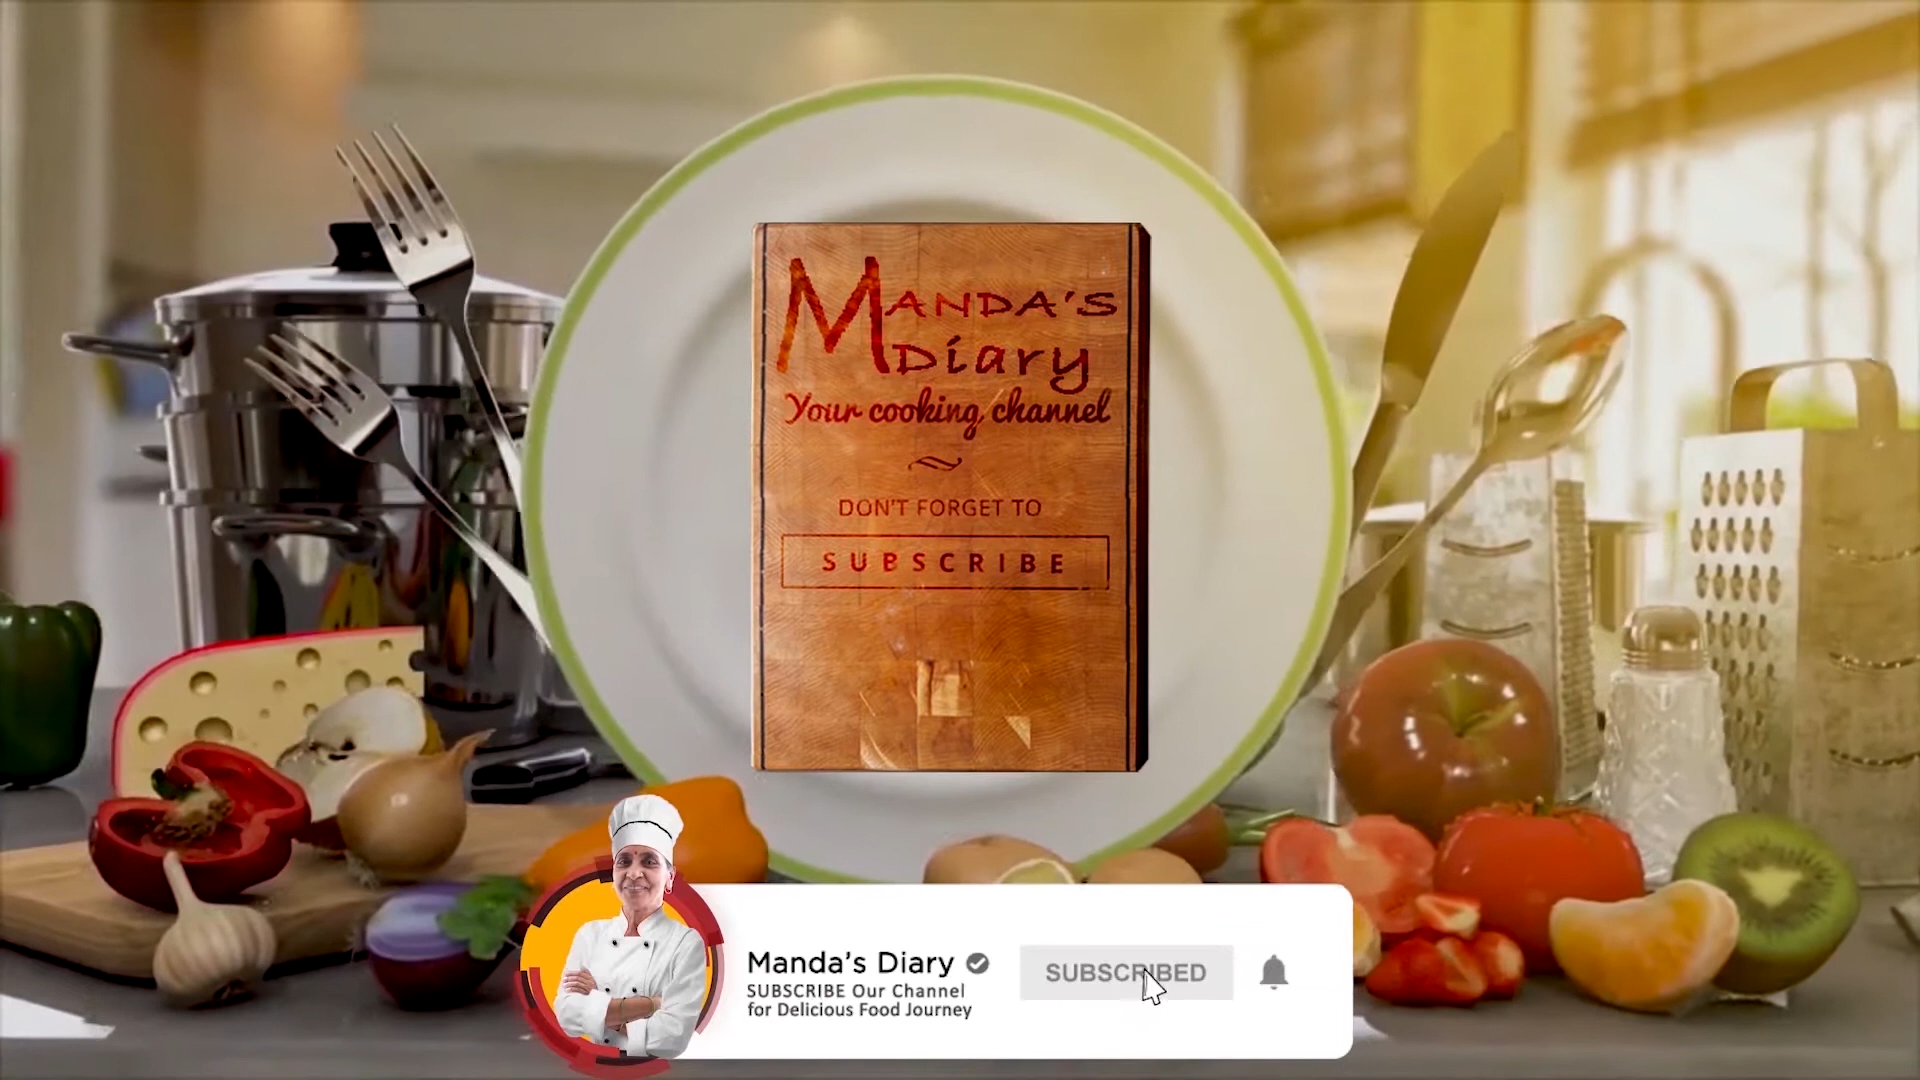 MANDA'S
Diary
Your cooking channel
DON'T FORGET TO
SUBSCRIBE
Manda's Diary
SUBSCRIBE Our Channel
for Delicious Food Journey
SUBSCRIBED